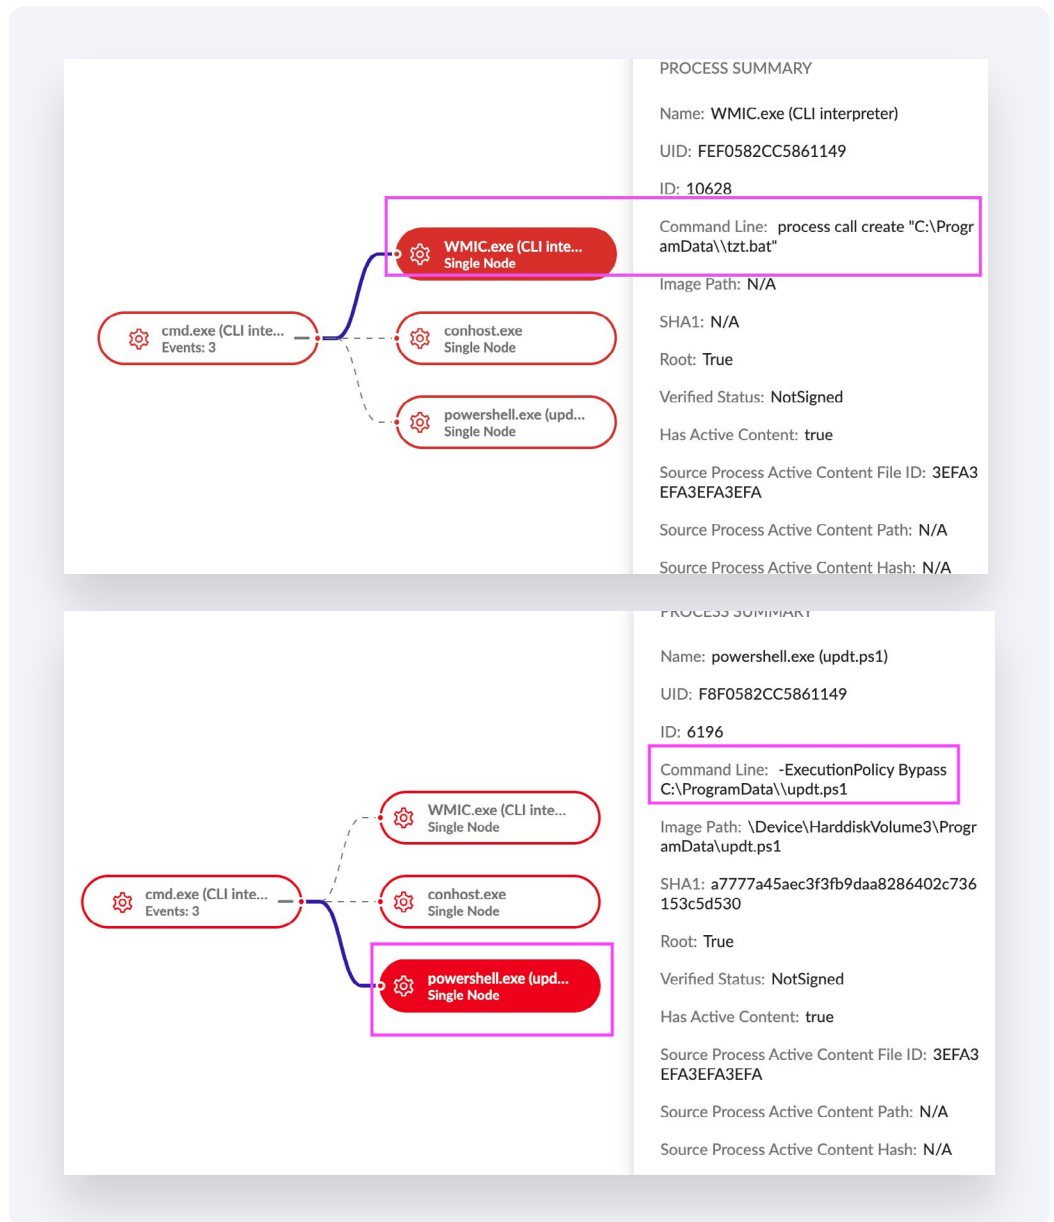 PROCESS SUMMARY
Name: WMIC.exe (CLI interpreter)
UID: FEF0582CC5861149
ID: 10628
Command Line: process call create "C:\Progr
amData\\tzt.bat"
Image Path: N/A
SHA1: N/A
Root: True
Verified Status: NotSigned
Has Active Content: true
Source Process Active Content File ID: 3EFA3
EFA3EFA3EFA
Source Process Active Content Path: N/A
Source Process Active Content Hash: N/A
WMIC.exe (CLI inte...
Single Node
cmd.exe (CLI inte...
Events: 3
conhost.exe
Single Node
powershell.exe (upd...
Single Node
PROCESS SUMMARY
Name: powershell.exe (updt.ps1)
UID: F8F0582CC5861149
ID: 6196
Command Line: -ExecutionPolicy Bypass
C:\ProgramData\\updt.ps1
Image Path: \Device\HarddiskVolume3\Progr
amData\updt.ps1
SHA1: a7777a45aec3f3fb9daa8286402c736
153c5d530
Root: True
Verified Status: NotSigned
Has Active Content: true
Source Process Active Content File ID: 3EFA3
EFA3EFA3EFA
Source Process Active Content Path: N/A
Source Process Active Content Hash: N/A
WMIC.exe (CLI inte...
Single Node
cmd.exe (CLI inte...
Events: 3
conhost.exe
Single Node
powershell.exe (upd...
Single Node